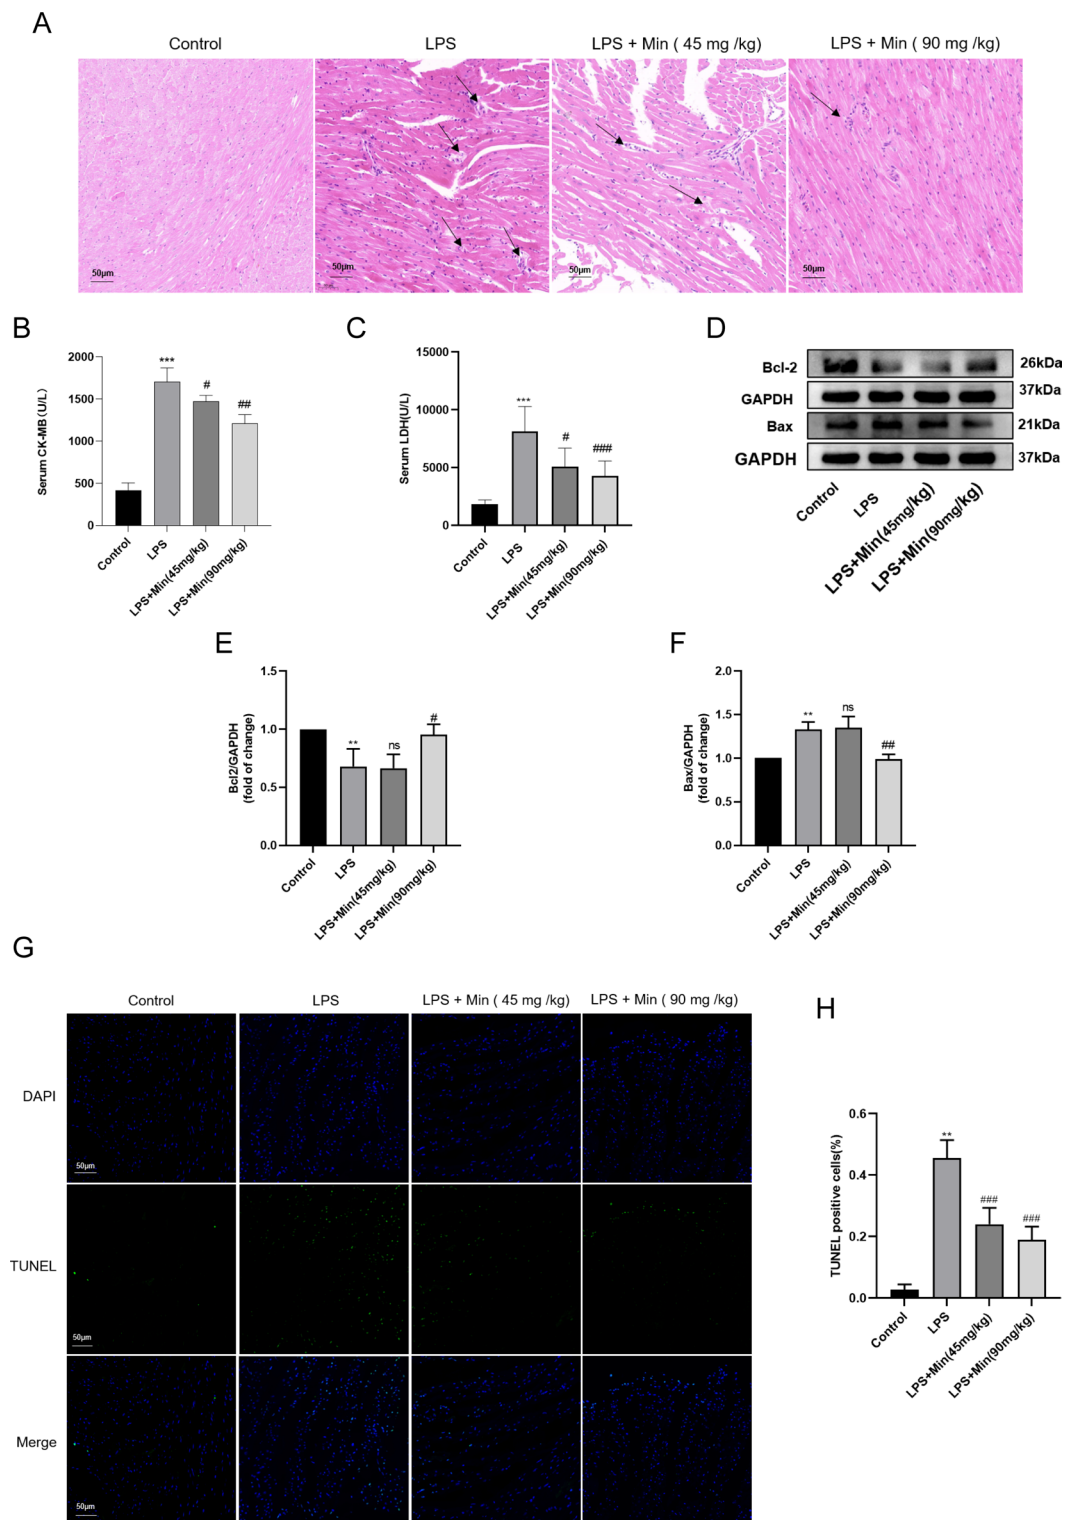 A
Control
LPS
LPS + Min ( 45 mg /kg)
LPS + Min ( 90 mg /kg)
50μm
50μm
50μm
50μm
B
Serum CK-MB（U/L）
2000
1500
1000
500
0
***
#
##
Control
LPS
LPS+Min(45mg/kg)
LPS+Min(90mg/kg)
C
Serum LDH(U/L)
15000
10000
5000
0
***
#
###
Control
LPS
LPS+Min(45mg/kg)
LPS+Min(90mg/kg)
D
Bcl-2
26kDa
GAPDH
37kDa
Bax
21kDa
GAPDH
37kDa
Control
LPS
LPS+Min(45mg/kg)
LPS+Min(90mg/kg)
E
Bcl2/GAPDH
(fold of change)
1.5
1.0
0.5
0.0
**
ns
#
Control
LPS
LPS+Min(45mg/kg)
LPS+Min(90mg/kg)
F
Bax/GAPDH
(fold of change)
2.0
1.5
1.0
0.5
0.0
**
ns
##
Control
LPS
LPS+Min(45mg/kg)
LPS+Min(90mg/kg)
G
Control
LPS
LPS + Min ( 45 mg /kg)
LPS + Min ( 90 mg /kg)
DAPI
50μm
TUNEL
50μm
Merge
50μm
H
TUNEL positive cells(%)
0.6
0.4
0.2
0.0
**
###
###
Control
LPS
LPS+Min(45mg/kg)
LPS+Min(90mg/kg)